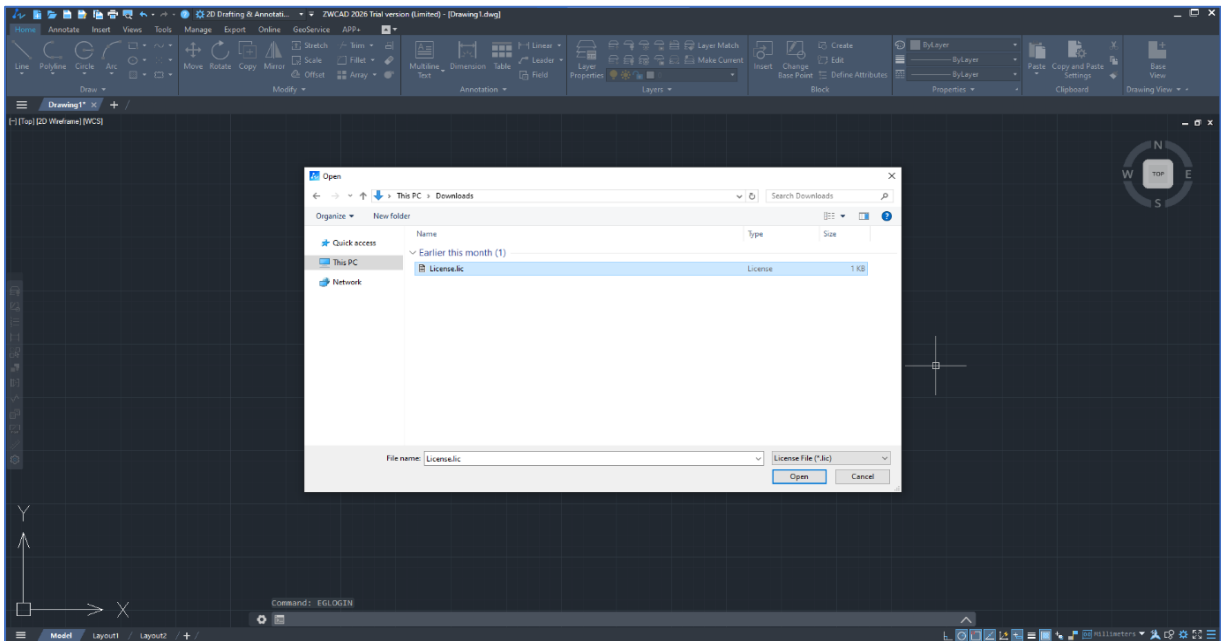 2D Drafting & Annotati... ZWCAD 2026 Trial version (Limited) - [Drawing1.dwg]
Home Annotate Insert Views Tools Manage Export Online GeoService APP+
Stretch Trim Linear Layer Match Create ByLayer
Line Polyline Circle Arc Move Rotate Copy Mirror Scale Fillet Multiline Text Dimension Table Leader Layer Properties Make Current Insert Change Base Point Edit ByLayer Paste Copy and Paste Settings Base View
Offset Array Field Define Attributes ByLayer
Draw Modify Annotation Layers Block Properties Clipboard Drawing View
Drawing1* × +
[-] [Top] [2D Wireframe] [WCS]
N
W TOP E
S
Open
This PC > Downloads Search Downloads
Organize New folder
Name Type Size
Quick access
Earlier this month (1)
This PC
License.lic License 1 KB
Network
File name: License.lic License File (*.lic)
Open Cancel
Y
X
Command: EGLOGIN
Model Layout1 / Layout2 / + Millimeters